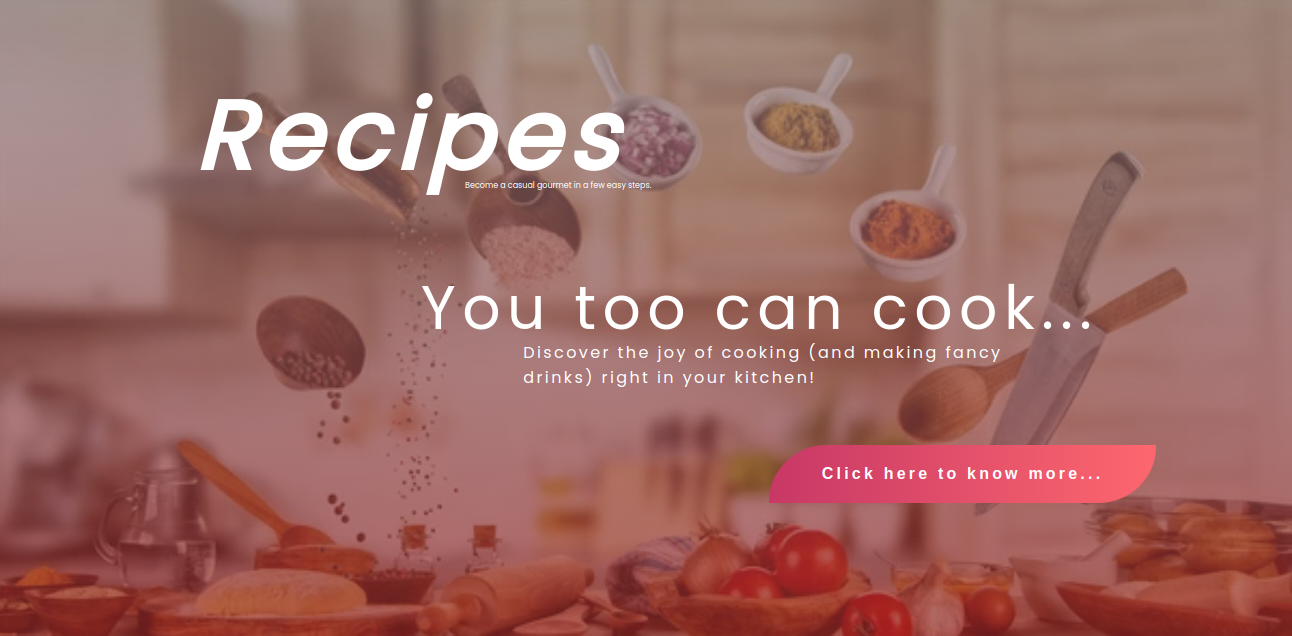 Recipes
Become a casual gourmet in a few easy steps.
You too can cook...
Discover the joy of cooking (and making fancy
drinks) right in your kitchen!
Click here to know more...